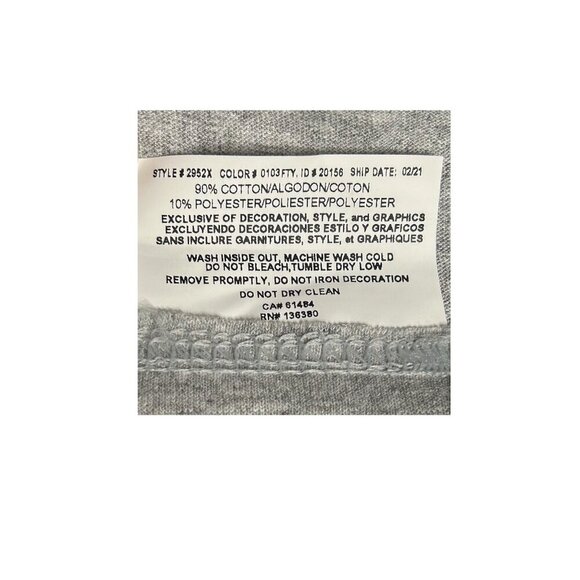 STYLE # 2952X COLOR # 0103 FTY. ID # 20156 SHIP DATE: 02/21
90% COTTON/ALGODON/COTON
10% POLYESTER/POLIESTER/POLYESTER
EXCLUSIVE OF DECORATION, STYLE, and GRAPHICS
EXCLUYENDO DECORACIONES ESTILO Y GRAFICOS
SANS INCLURE GARNITURES, STYLE, et GRAPHIQUES
WASH INSIDE OUT, MACHINE WASH COLD
DO NOT BLEACH,TUMBLE DRY LOW
REMOVE PROMPTLY, DO NOT IRON DECORATION
DO NOT DRY CLEAN
CA# 61484
RN# 136380